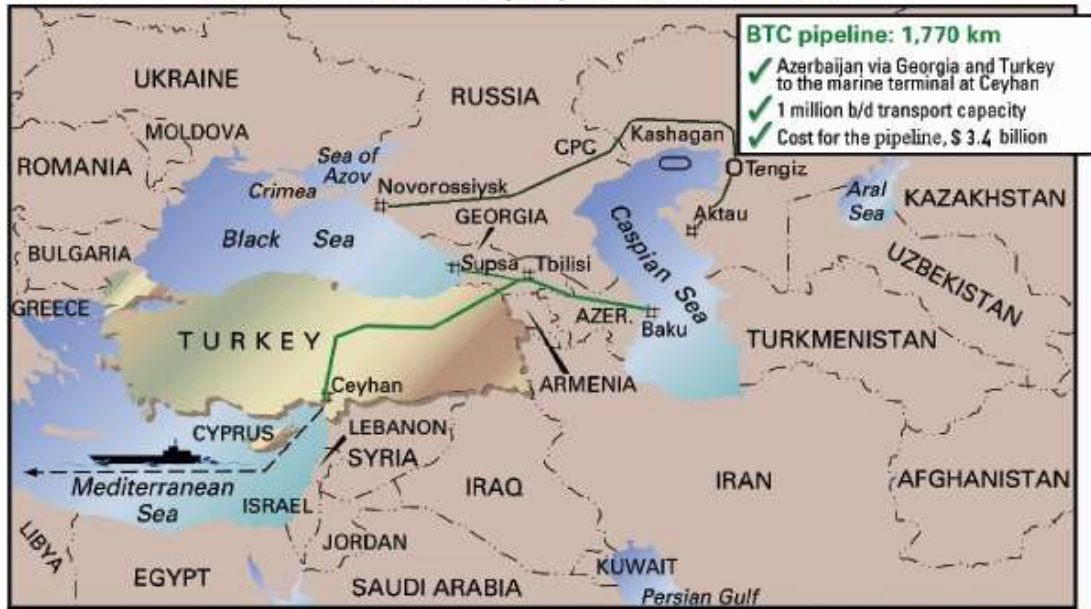 BTC pipeline: 1,770 km
Azerbaijan via Georgia and Turkey
to the marine terminal at Ceyhan
1 million b/d transport capacity
Cost for the pipeline, $ 3.4 billion
UKRAINE
RUSSIA
MOLDOVA
ROMANIA
Sea of
Azov
Crimea
CPC
Kashagan
Tengiz
Novorossiysk
Aral
Sea
KAZAKHSTAN
Aktau
GEORGIA
Black Sea
Caspian Sea
BULGARIA
Supsa
Tbilisi
UZBEKISTAN
GREECE
AZER.
Baku
TURKEY
TURKMENISTAN
ARMENIA
Ceyhan
CYPRUS
LEBANON
SYRIA
Mediterranean
Sea
ISRAEL
IRAQ
IRAN
AFGHANISTAN
LIBYA
JORDAN
EGYPT
SAUDI ARABIA
KUWAIT
Persian Gulf